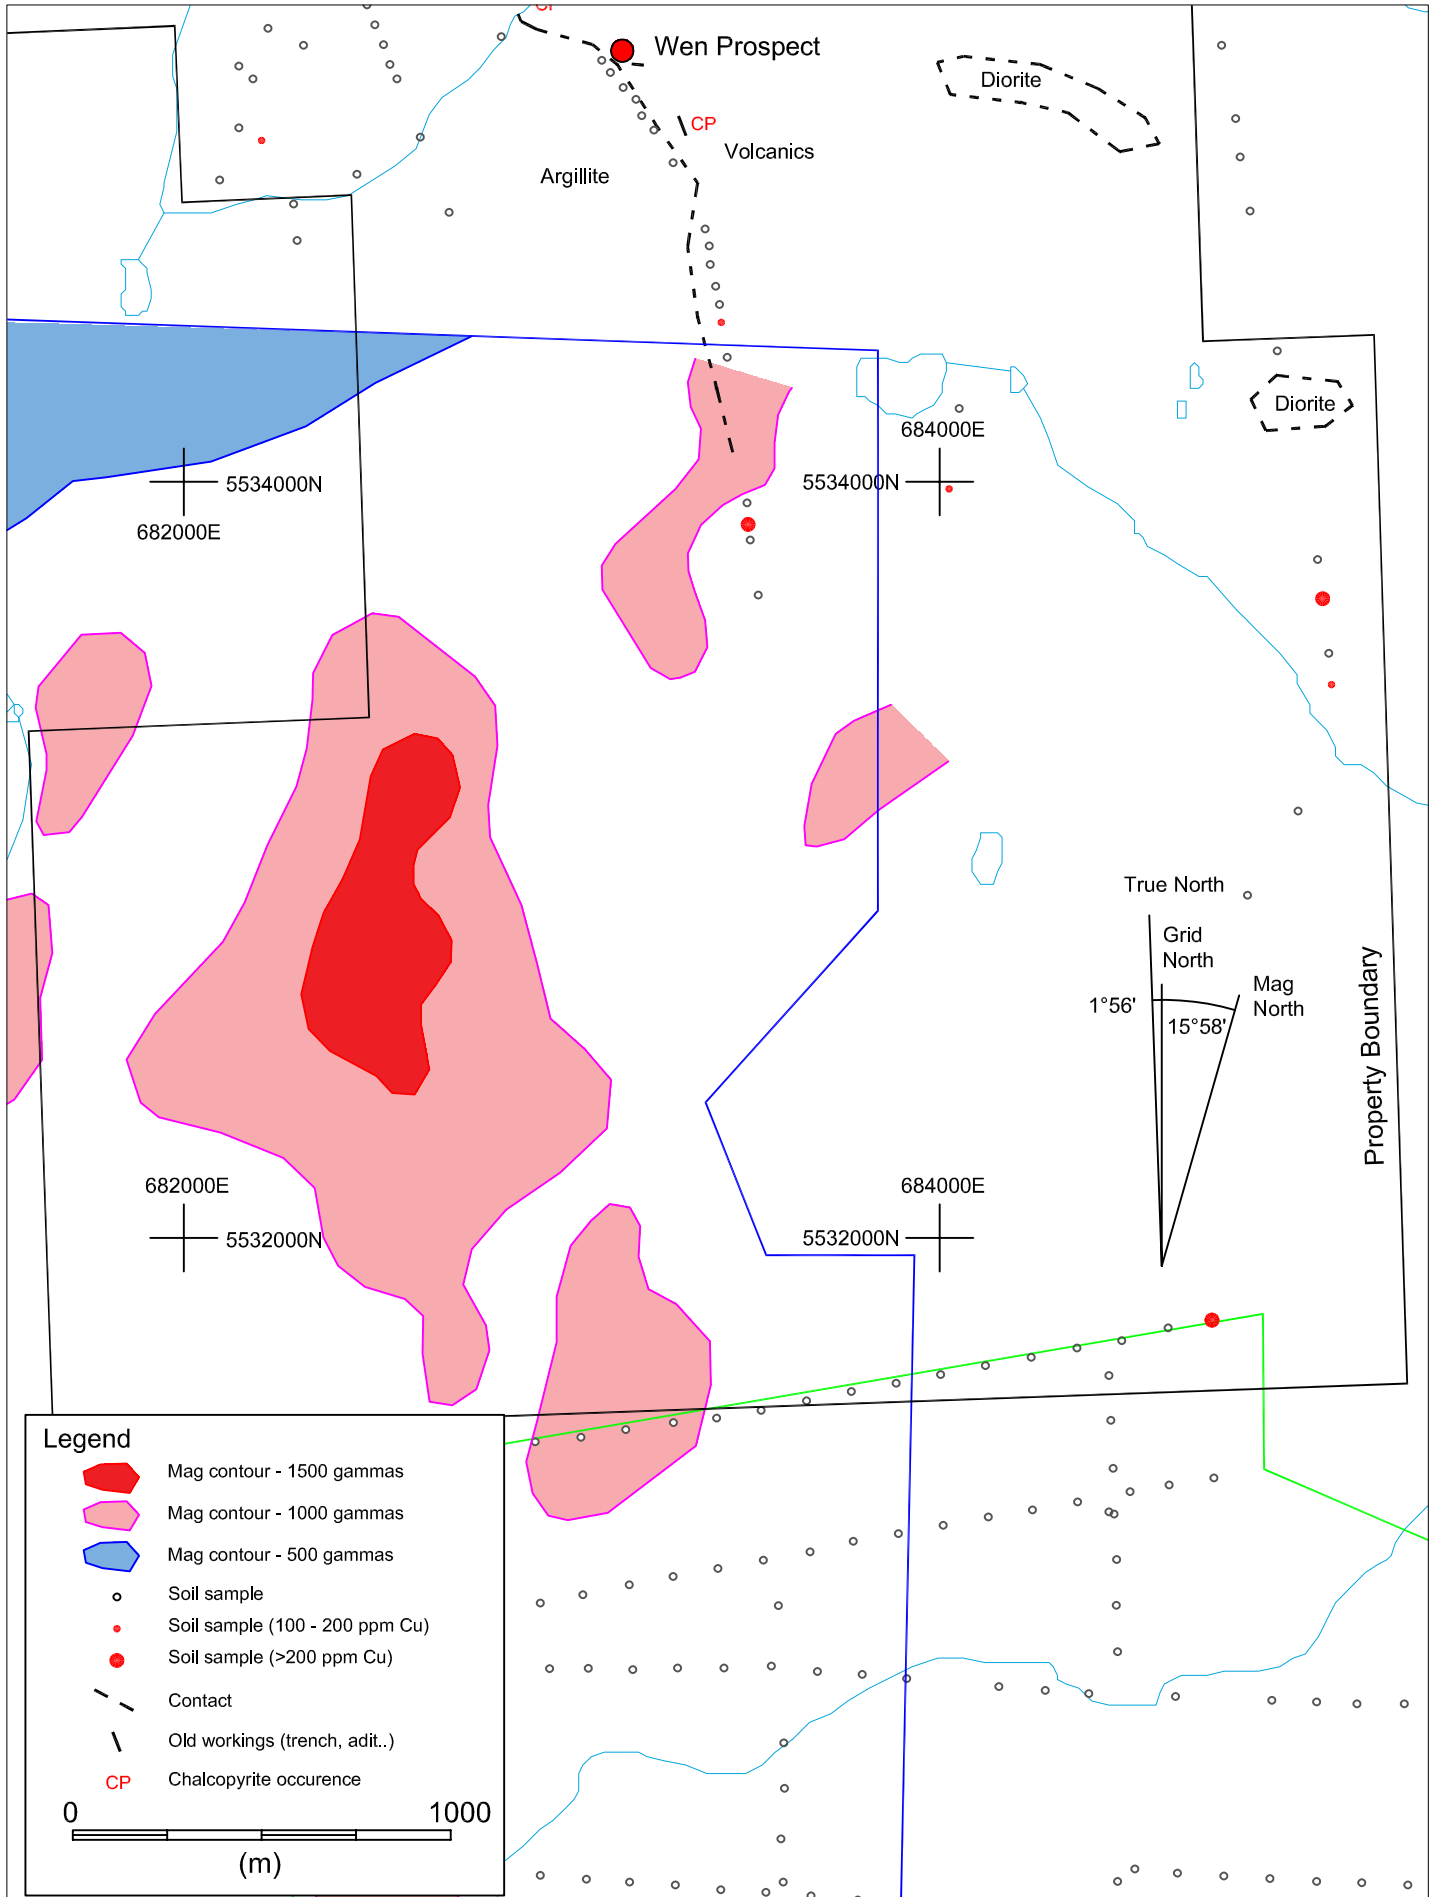 CP
Wen Prospect
Diorite
CP
Volcanics
Argillite
Diorite
684000E
5534000N
5534000N
682000E
True North
Grid
North
Mag
North
1°56'
15°58'
Property Boundary
682000E
684000E
5532000N
5532000N
Legend
Mag contour - 1500 gammas
Mag contour - 1000 gammas
Mag contour - 500 gammas
Soil sample
Soil sample (100 - 200 ppm Cu)
Soil sample (>200 ppm Cu)
Contact
Old workings (trench, adit..)
CP Chalcopyrite occurence
0 1000
(m)